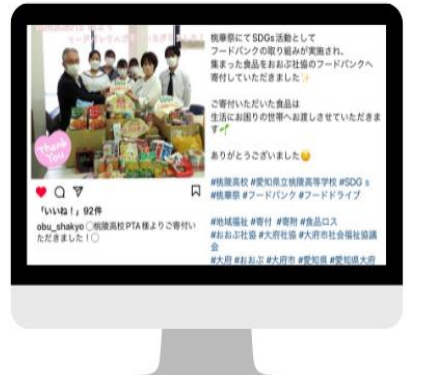 Thank You
「いいね!」92件
obu_shakyo ◯桃陵高校PTA様よりご寄付い
ただきました!◯
桃華祭にてSDGs活動として
フードバンクの取り組みが実施され、
集まった食品をおおぶ社協のフードバンクへ
寄付していただきました✨
ご寄付いただいた食品は
生活にお困りの世帯へお渡しさせていただきま
す🌱
ありがとうございました😊
#桃陵高校 #愛知県立桃陵高等学校 #SDGs
#桃華祭 #フードバンク #フードドライブ
#地域福祉 #寄付 #寄附 #食品ロス
#おおぶ社協 #大府社協 #大府市社会福祉協議
会
#大府 #おおぶ #大府市 #愛知県 #愛知県大府